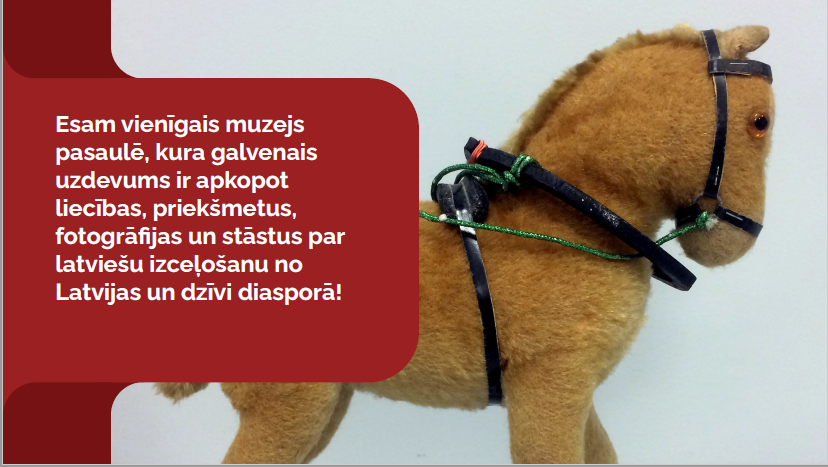 Esam vienīgais muzejs
pasaulē, kura galvenais
uzdevums ir apkopot
liecības, priekšmetus,
fotogrāfijas un stāstus par
latviešu izceļošanu no
Latvijas un dzīvi diasporā!